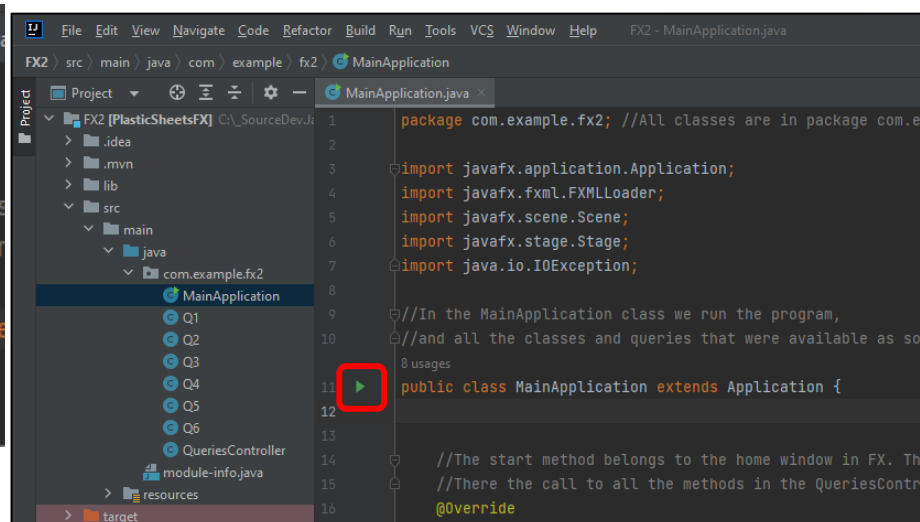 File Edit View Navigate Code Refactor Build Run Tools VCS Window Help FX2 - MainApplication.java
FX2 src main java com example fx2 MainApplication
Project
Project
MainApplication.java
FX2 [PlasticSheetsFX] C:\_SourceDev.Ja
.idea
.mvn
lib
src
main
java
com.example.fx2
MainApplication
Q1
Q2
Q3
Q4
Q5
Q6
QueriesController
module-info.java
resources
target
1 package com.example.fx2; //All classes are in package com.e
2
3 import javafx.application.Application;
4 import javafx.fxml.FXMLLoader;
5 import javafx.scene.Scene;
6 import javafx.stage.Stage;
7 import java.io.IOException;
8
9 //In the MainApplication class we run the program,
10 //and all the classes and queries that were available as so
8 usages
11 public class MainApplication extends Application {
12
13
14 //The start method belongs to the home window in FX. Th
15 //There the call to all the methods in the QueriesContr
16 @Override